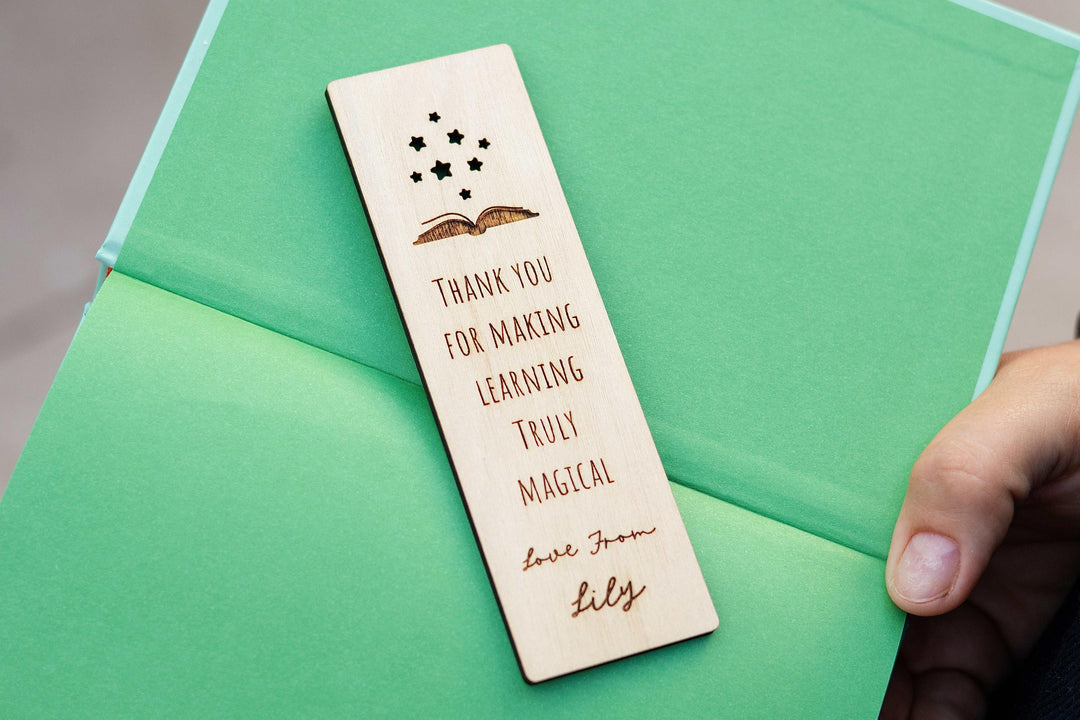 Thank you
for making
learning
Truly
magical
Love From
Lily